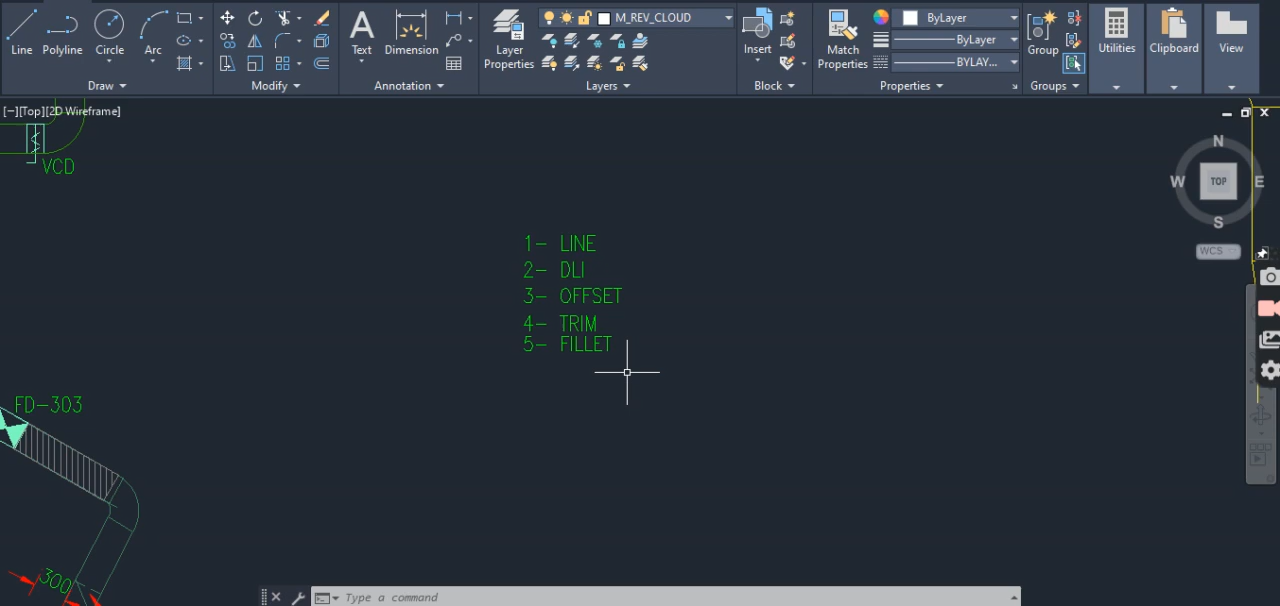 Line Polyline Circle Arc Text Dimension Layer Properties M_REV_CLOUD Insert Match Properties ByLayer ByLayer BYLAY... Group Utilities Clipboard View
Draw Modify Annotation Layers Block Properties Groups
[−][Top][2D Wireframe]
VCD
N
W TOP E
S
WCS
1— LINE
2— DLI
3— OFFSET
4— TRIM
5— FILLET
FD—303
300
Type a command